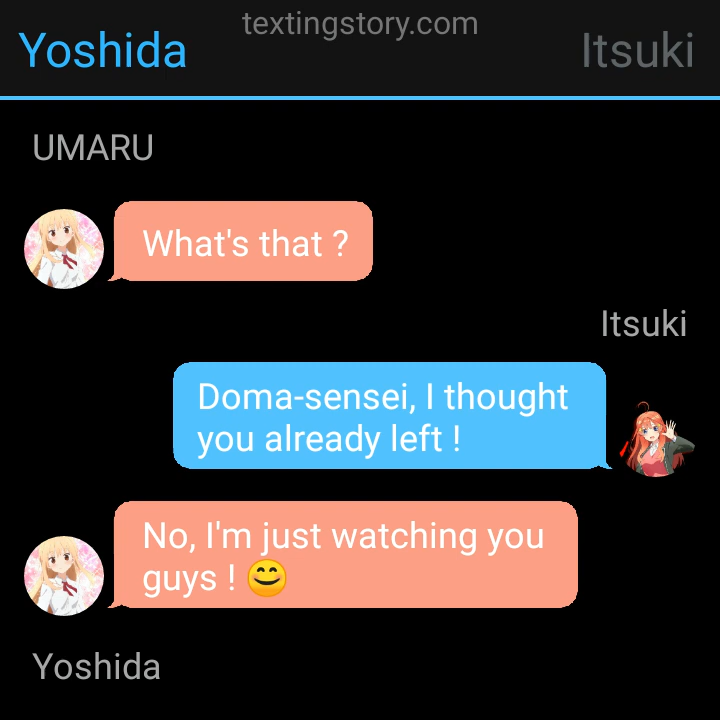 textingstory.com
Yoshida
Itsuki
UMARU
What's that ?
Itsuki
Doma-sensei, I thought
you already left !
No, I'm just watching you
guys ! 😊
Yoshida